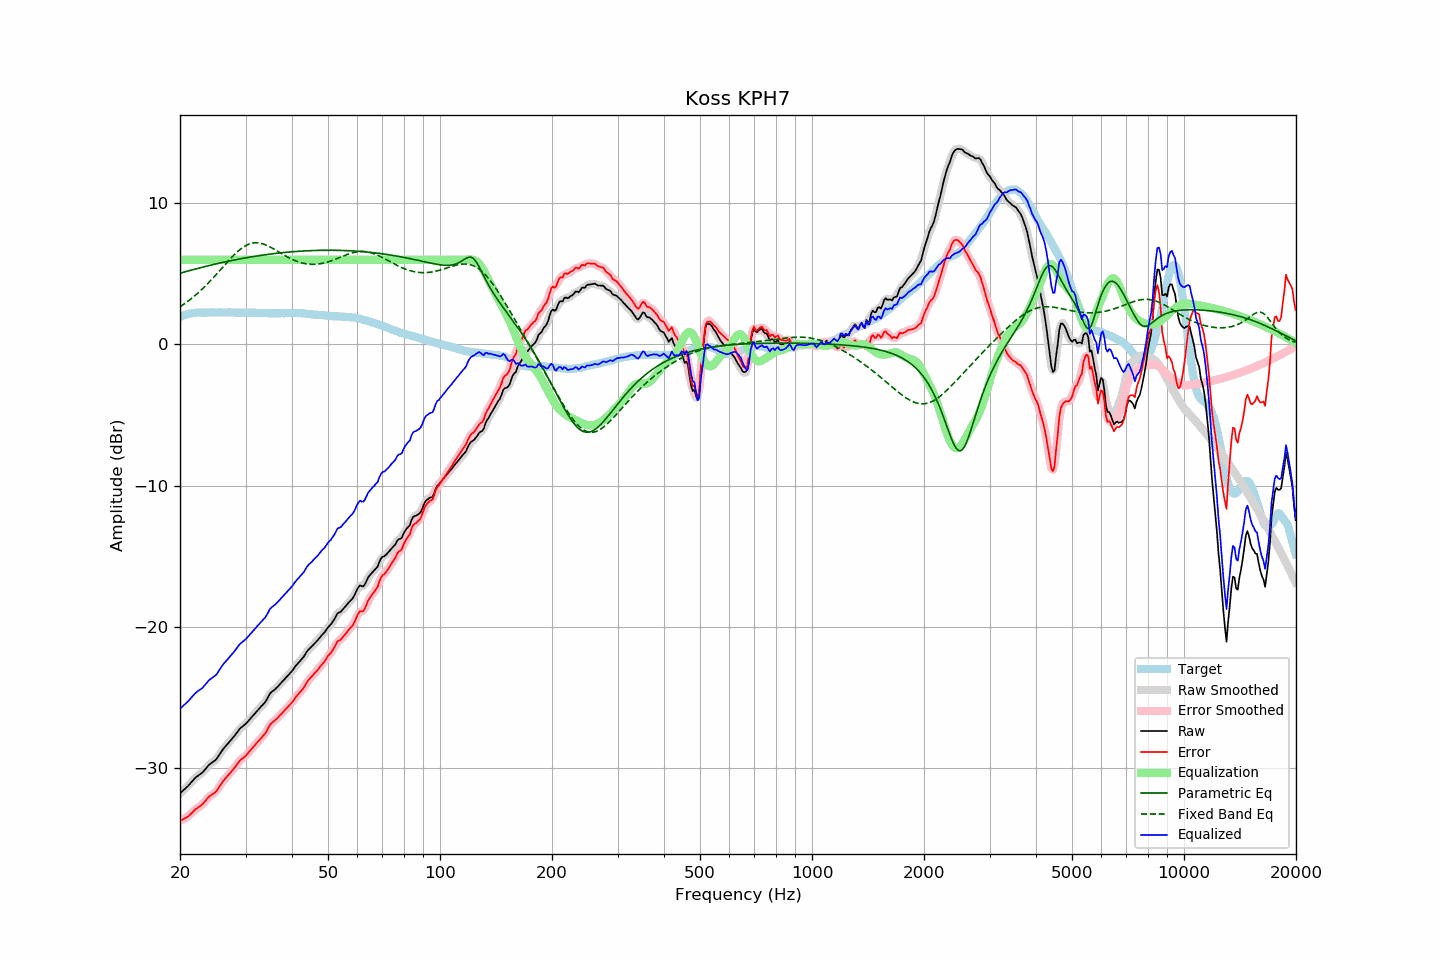 Koss KPH7
Amplitude (dBr)
10
0
−10
−20
−30
20
50
100
200
500
1000
2000
5000
10000
20000
Frequency (Hz)
Target
Raw Smoothed
Error Smoothed
Raw
Error
Equalization
Parametric Eq
Fixed Band Eq
Equalized